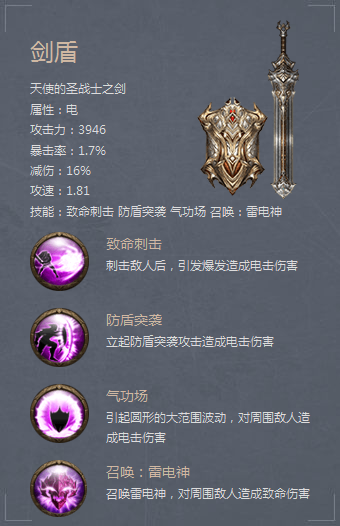 剑盾
天使的圣战士之剑
属性：电
攻击力：3946
暴击率：1.7%
减伤：16%
攻速：1.81
技能：致命刺击 防盾突袭 气功场 召唤：雷电神
致命刺击
刺击敌人后，引发爆发造成电击伤害
防盾突袭
立起防盾突袭攻击造成电击伤害
气功场
引起圆形的大范围波动，对周围敌人造
成电击伤害
召唤：雷电神
召唤雷电神，对周围敌人造成致命伤害